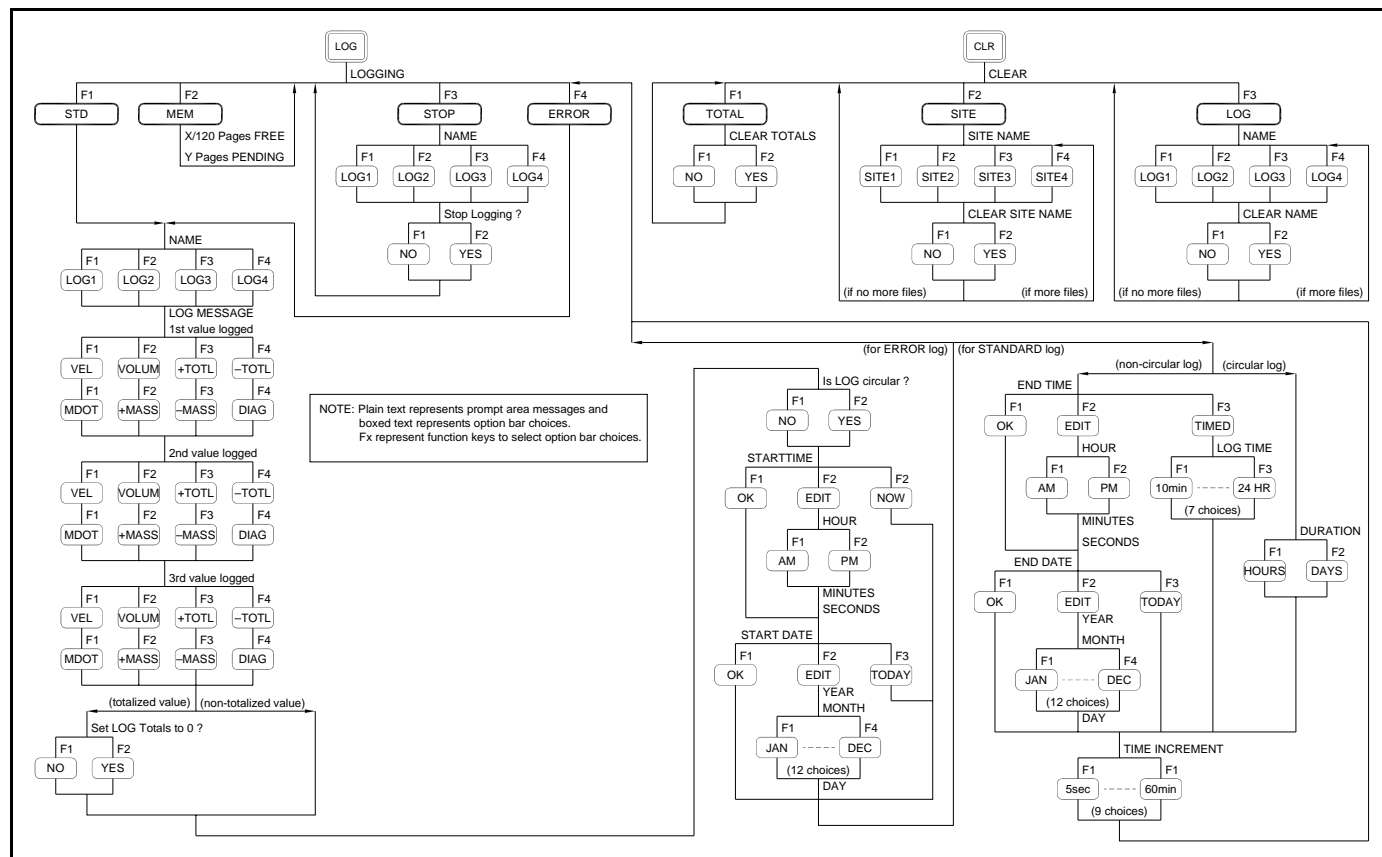 LOG
LOGGING
F1
STD
F2
MEM
X/120 Pages FREE
Y Pages PENDING
F3
STOP
F4
ERROR
NAME
F1 F2 F3 F4
LOG1 LOG2 LOG3 LOG4
Stop Logging ?
F1 F2
NO YES
NAME
F1 F2 F3 F4
LOG1 LOG2 LOG3 LOG4
LOG MESSAGE
1st value logged
F1 F2 F3 F4
VEL VOLUM +TOTL –TOTL
F1 F2 F3 F4
MDOT +MASS –MASS DIAG
2nd value logged
F1 F2 F3 F4
VEL VOLUM +TOTL –TOTL
F1 F2 F3 F4
MDOT +MASS –MASS DIAG
3rd value logged
F1 F2 F3 F4
VEL VOLUM +TOTL –TOTL
F1 F2 F3 F4
MDOT +MASS –MASS DIAG
(totalized value) (non-totalized value)
Set LOG Totals to 0 ?
F1 F2
NO YES
NOTE: Plain text represents prompt area messages and
boxed text represents option bar choices.
Fx represent function keys to select option bar choices.
CLR
CLEAR
F1
TOTAL
CLEAR TOTALS
F1 F2
NO YES
F2
SITE
SITE NAME
F1 F2 F3 F4
SITE1 SITE2 SITE3 SITE4
CLEAR SITE NAME
F1 F2
NO YES
(if no more files) (if more files)
F3
LOG
NAME
F1 F2 F3 F4
LOG1 LOG2 LOG3 LOG4
CLEAR NAME
F1 F2
NO YES
(if no more files) (if more files)
(for ERROR log) (for STANDARD log)
Is LOG circular ?
F1 F2
NO YES
STARTTIME
F1 F2 F2
OK EDIT NOW
HOUR
F1 F2
AM PM
MINUTES
SECONDS
START DATE
F1 F2 F3
OK EDIT TODAY
YEAR
MONTH
F1 F4
JAN DEC
(12 choices)
DAY
(non-circular log) (circular log)
END TIME
F1 F2 F3
OK EDIT TIMED
HOUR
F1 F2
AM PM
MINUTES
SECONDS
LOG TIME
F1 F3
10min 24 HR
(7 choices)
DURATION
F1 F2
HOURS DAYS
END DATE
F1 F2 F3
OK EDIT TODAY
YEAR
MONTH
F1 F4
JAN DEC
(12 choices)
DAY
TIME INCREMENT
F1 F1
5sec 60min
(9 choices)